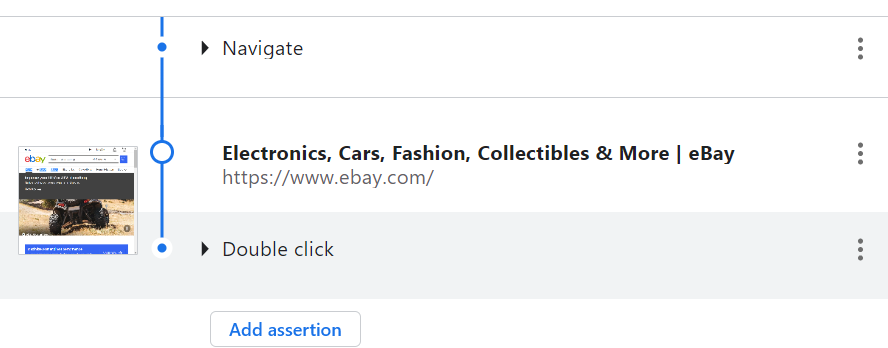 Navigate
Electronics, Cars, Fashion, Collectibles & More | eBay
https://www.ebay.com/
ebay
Double click
Add assertion